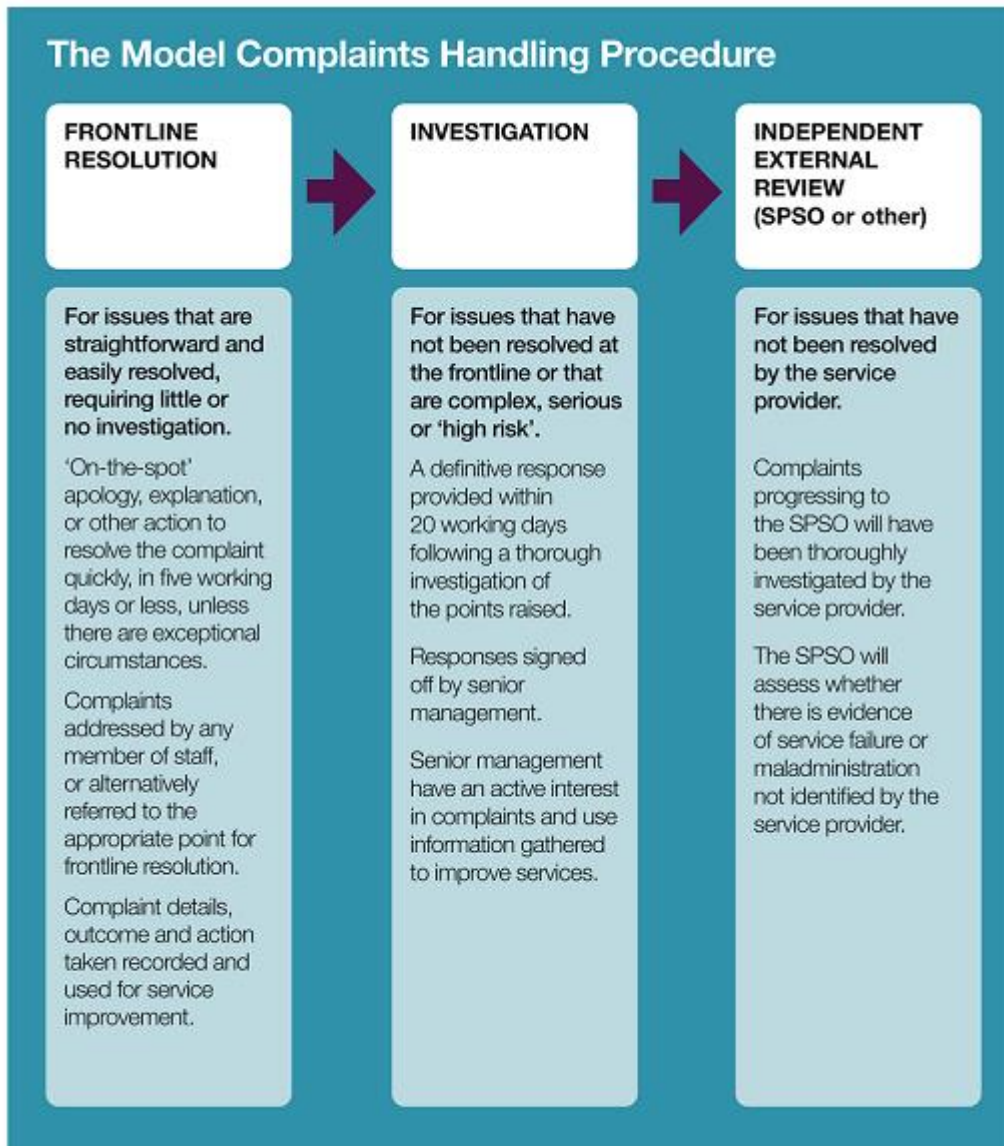 The Model Complaints Handling Procedure
FRONTLINE
RESOLUTION
For issues that are
straightforward and
easily resolved,
requiring little or
no investigation.
‘On-the-spot’
apology, explanation,
or other action to
resolve the complaint
quickly, in five working
days or less, unless
there are exceptional
circumstances.
Complaints
addressed by any
member of staff,
or alternatively
referred to the
appropriate point for
frontline resolution.
Complaint details,
outcome and action
taken recorded and
used for service
improvement.
INVESTIGATION
For issues that have
not been resolved at
the frontline or that
are complex, serious
or ‘high risk’.
A definitive response
provided within
20 working days
following a thorough
investigation of
the points raised.
Responses signed
off by senior
management.
Senior management
have an active interest
in complaints and use
information gathered
to improve services.
INDEPENDENT
EXTERNAL
REVIEW
(SPSO or other)
For issues that have
not been resolved
by the service
provider.
Complaints
progressing to
the SPSO will have
been thoroughly
investigated by the
service provider.
The SPSO will
assess whether
there is evidence
of service failure or
maladministration
not identified by the
service provider.